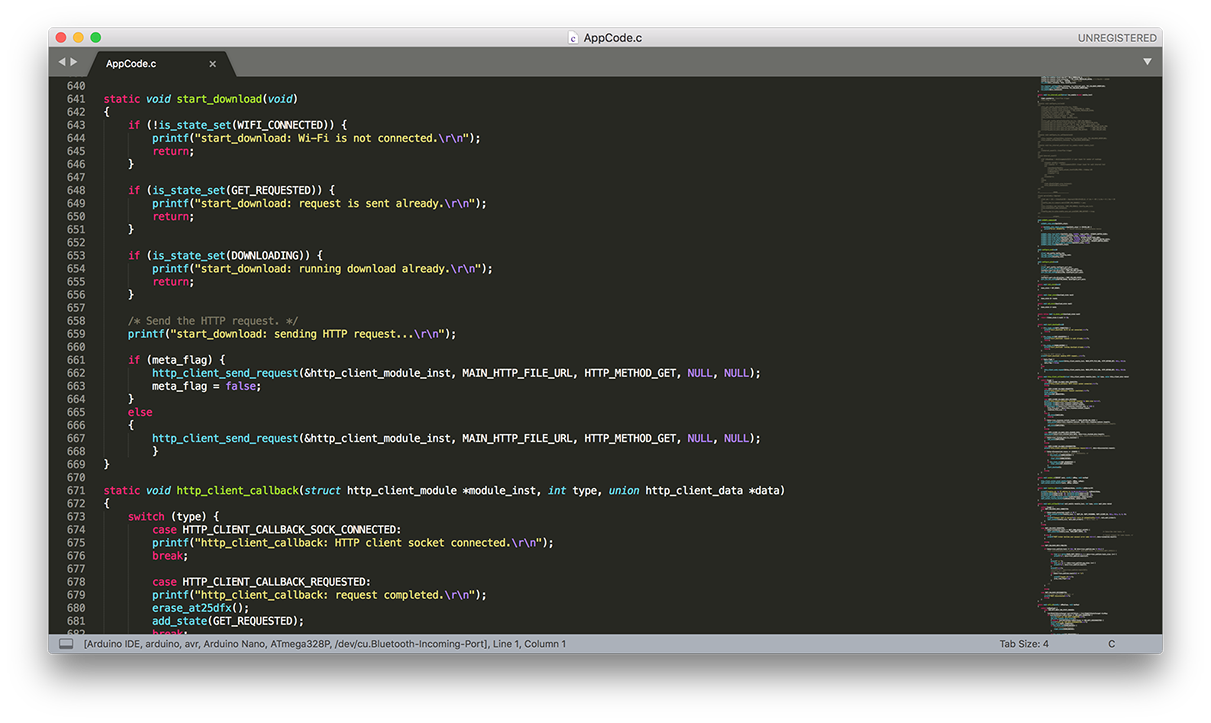 AppCode.c
UNREGISTERED
AppCode.c
640
641 static void start_download(void)
642 {
643 if (!is_state_set(WIFI_CONNECTED)) {
644 printf("start_download: Wi-Fi is not connected.\r\n");
645 return;
646 }
647
648 if (is_state_set(GET_REQUESTED)) {
649 printf("start_download: request is sent already.\r\n");
650 return;
651 }
652
653 if (is_state_set(DOWNLOADING)) {
654 printf("start_download: running download already.\r\n");
655 return;
656 }
657
658 /* Send the HTTP request. */
659 printf("start_download: sending HTTP request...\r\n");
660
661 if (meta_flag) {
662 http_client_send_request(&http_client_module_inst, MAIN_HTTP_FILE_URL, HTTP_METHOD_GET, NULL, NULL);
663 meta_flag = false;
664 }
665 else
666 {
667 http_client_send_request(&http_client_module_inst, MAIN_HTTP_FILE_URL, HTTP_METHOD_GET, NULL, NULL);
668 }
669 }
670
671 static void http_client_callback(struct http_client_module *module_inst, int type, union http_client_data *data)
672 {
673 switch (type) {
674 case HTTP_CLIENT_CALLBACK_SOCK_CONNECTED:
675 printf("http_client_callback: HTTP client socket connected.\r\n");
676 break;
677
678 case HTTP_CLIENT_CALLBACK_REQUESTED:
679 printf("http_client_callback: request completed.\r\n");
680 erase_at25dfx();
681 add_state(GET_REQUESTED);
682 break;
[Arduino IDE, arduino, avr, Arduino Nano, ATmega328P, /dev/cu.Bluetooth-Incoming-Port], Line 1, Column 1
Tab Size: 4
C